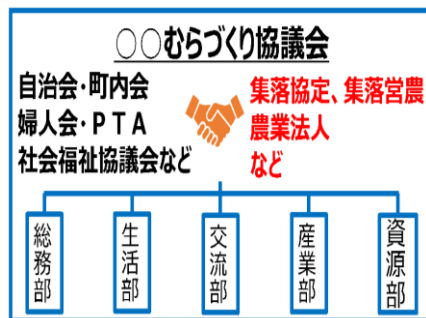 ○○むらづくり協議会
自治会・町内会
婦人会・PTA
社会福祉協議会など
集落協定、集落営農
農業法人
など
総務部
生活部
交流部
産業部
資源部